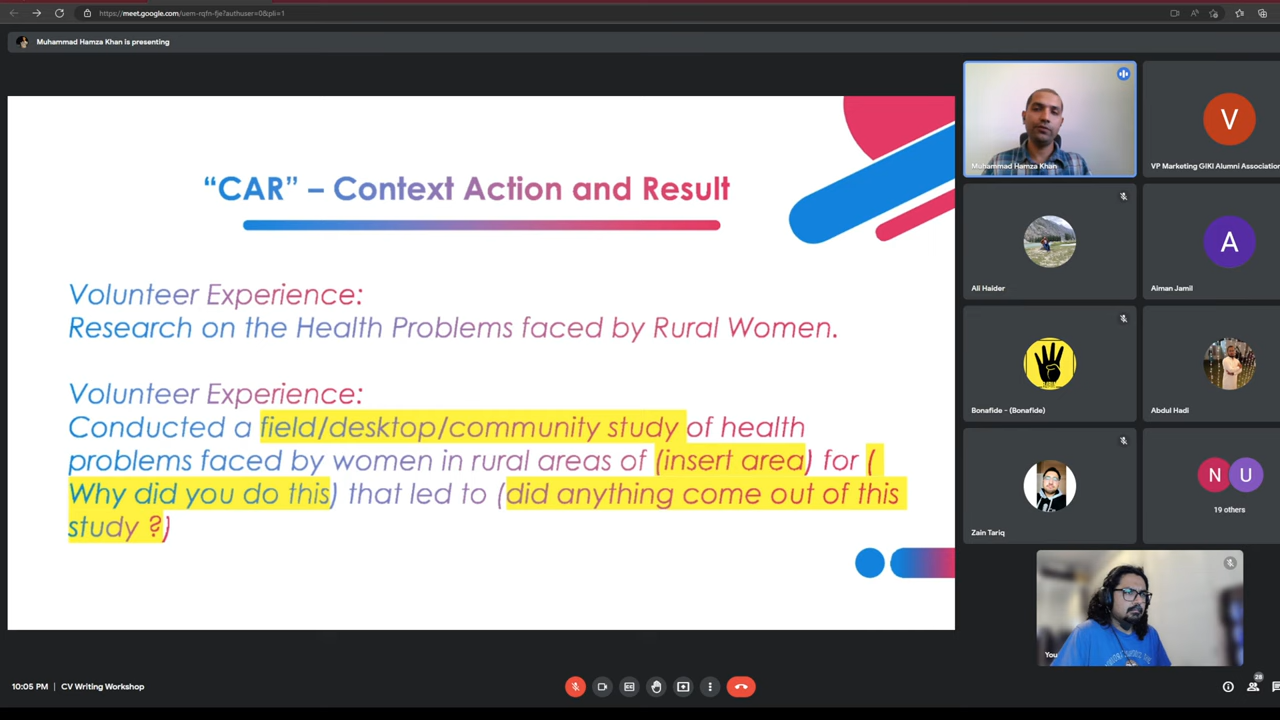 https://meet.google.com/uem-rqfn-fje?authuser=0&pli=1
Muhammad Hamza Khan is presenting
“CAR” – Context Action and Result
Volunteer Experience:
Research on the Health Problems faced by Rural Women.
Volunteer Experience:
Conducted a field/desktop/community study of health
problems faced by women in rural areas of (insert area) for (
Why did you do this) that led to (did anything come out of this
study ?)
Muhammad Hamza Khan
V
VP Marketing GIKI Alumni Association
Ali Haider
A
Aiman Jamil
Bonafide - (Bonafide)
Abdul Hadi
Zain Tariq
N U
19 others
You
10:05 PM | CV Writing Workshop
28